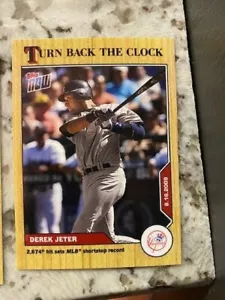 TURN BACK THE CLOCK
Topps NOW
8.16.2009
DEREK JETER
2,674th hit sets MLB shortstop record